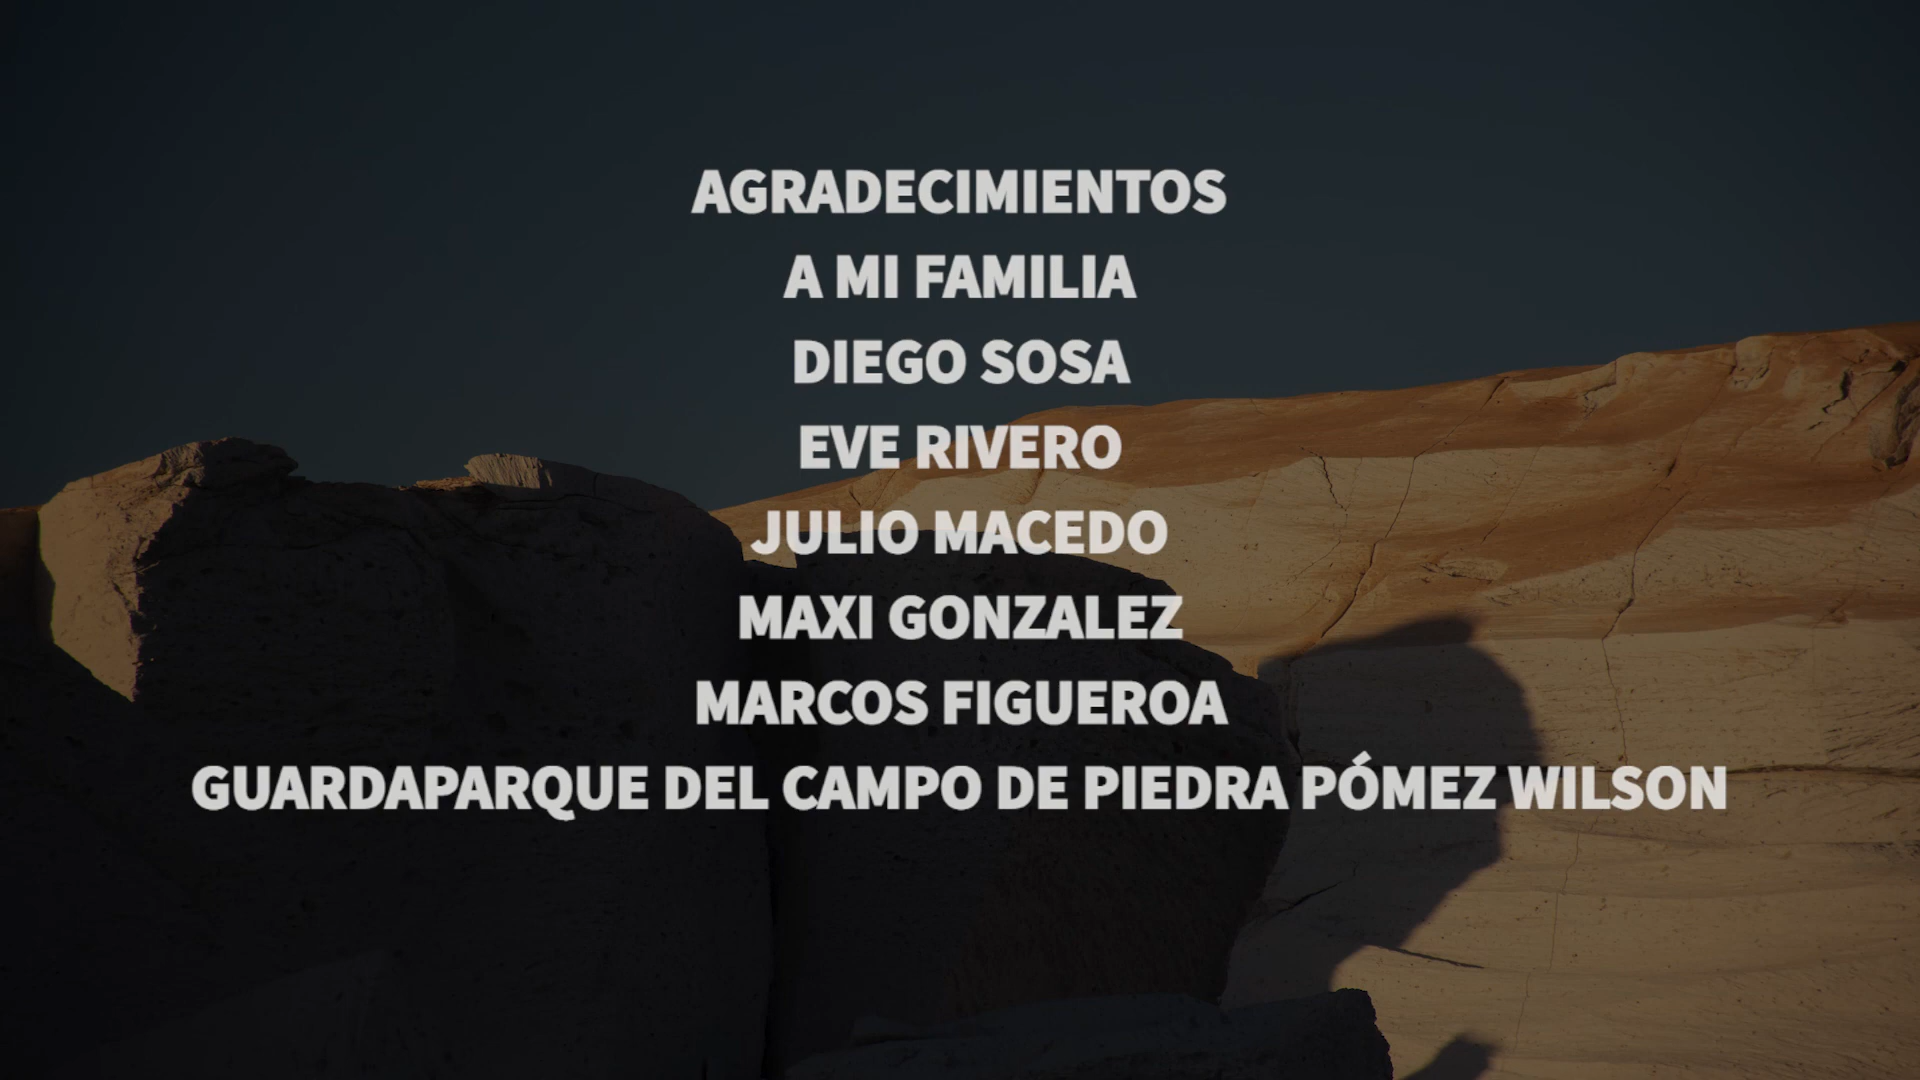 AGRADECIMIENTOS
A MI FAMILIA
DIEGO SOSA
EVE RIVERO
JULIO MACEDO
MAXI GONZALEZ
MARCOS FIGUEROA
GUARDAPARQUE DEL CAMPO DE PIEDRA PÓMEZ WILSON